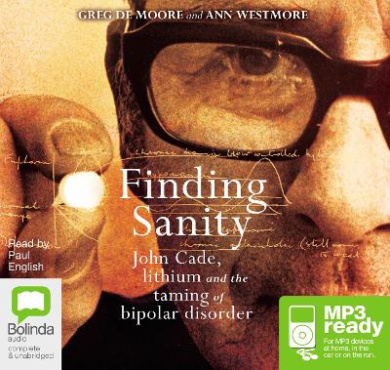 GREG DE MOORE and ANN WESTMORE
Finding
Sanity
John Cade,
lithium and the
taming of
bipolar disorder
Read by
Paul
English
Bolinda
audio
complete
& unabridged
MP3
ready
For MP3 devices
at home, in the
car or on the run.